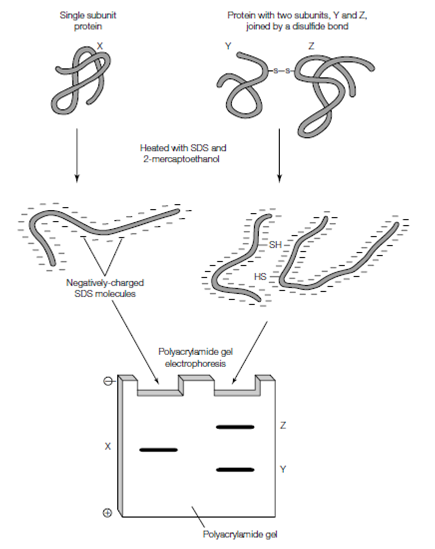 Single subunit
protein
X
Protein with two subunits, Y and Z,
joined by a disulfide bond
Y
Z
–s–s–
Heated with SDS and
2-mercaptoethanol
SH
HS
Negatively-charged
SDS molecules
Polyacrylamide gel
electrophoresis
X
Z
Y
Polyacrylamide gel